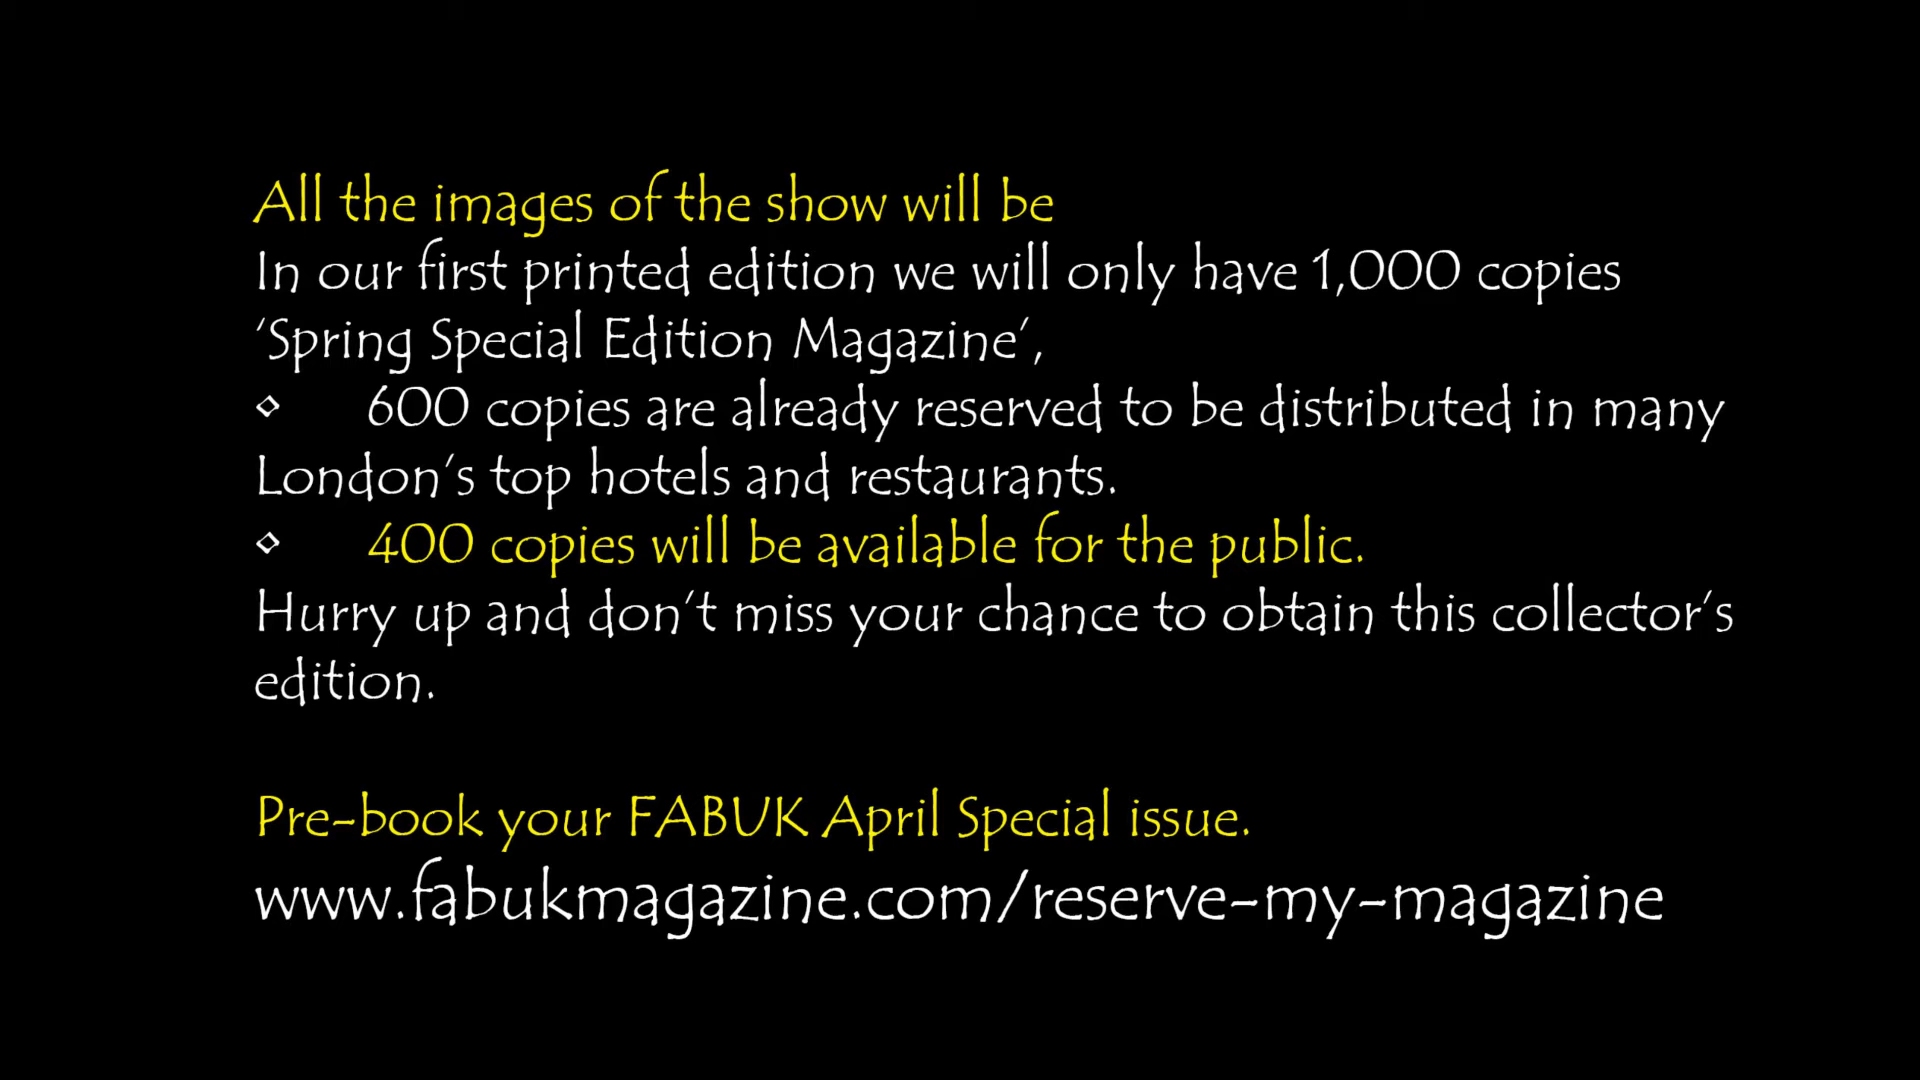 All the images of the show will be
In our first printed edition we will only have 1,000 copies
‘Spring Special Edition Magazine’,
◇ 600 copies are already reserved to be distributed in many
London’s top hotels and restaurants.
◇ 400 copies will be available for the public.
Hurry up and don’t miss your chance to obtain this collector’s
edition.
Pre-book your FABUK April Special issue.
www.fabukmagazine.com/reserve-my-magazine